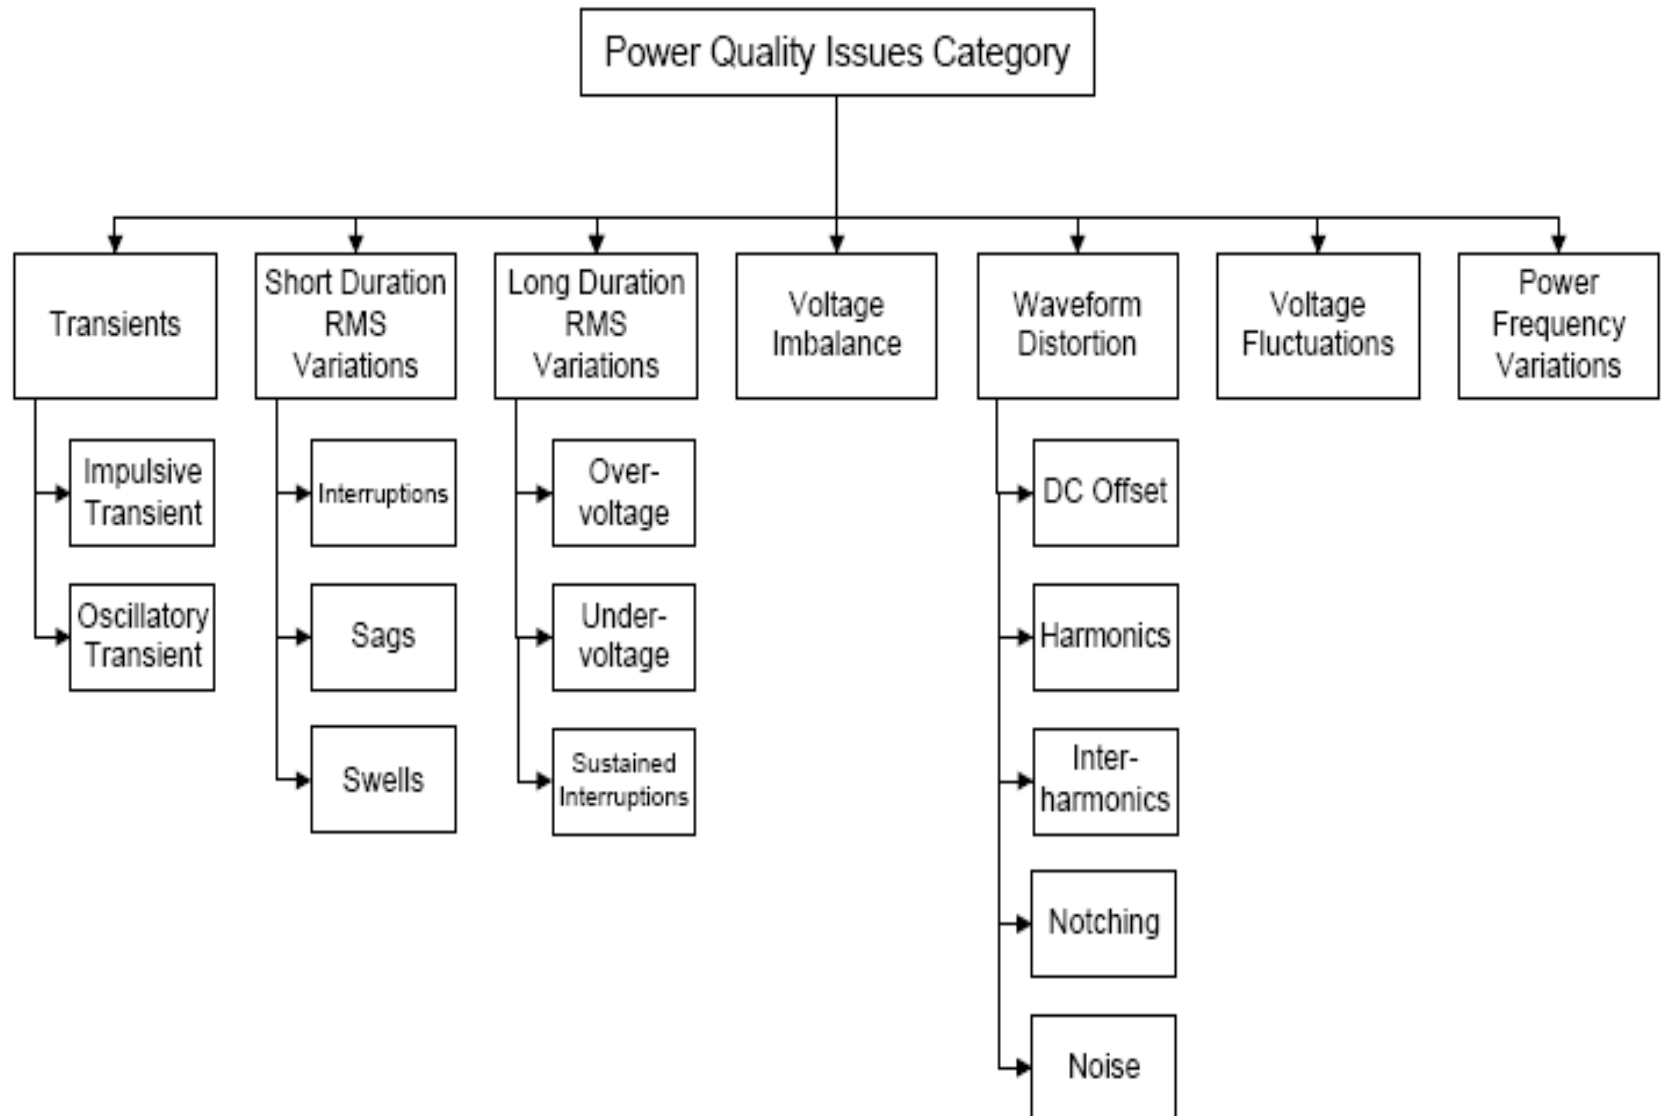 Power Quality Issues Category
Transients
Short Duration
RMS
Variations
Long Duration
RMS
Variations
Voltage
Imbalance
Waveform
Distortion
Voltage
Fluctuations
Power
Frequency
Variations
Impulsive
Transient
Oscillatory
Transient
Interruptions
Sags
Swells
Over-
voltage
Under-
voltage
Sustained
Interruptions
DC Offset
Harmonics
Inter-
harmonics
Notching
Noise